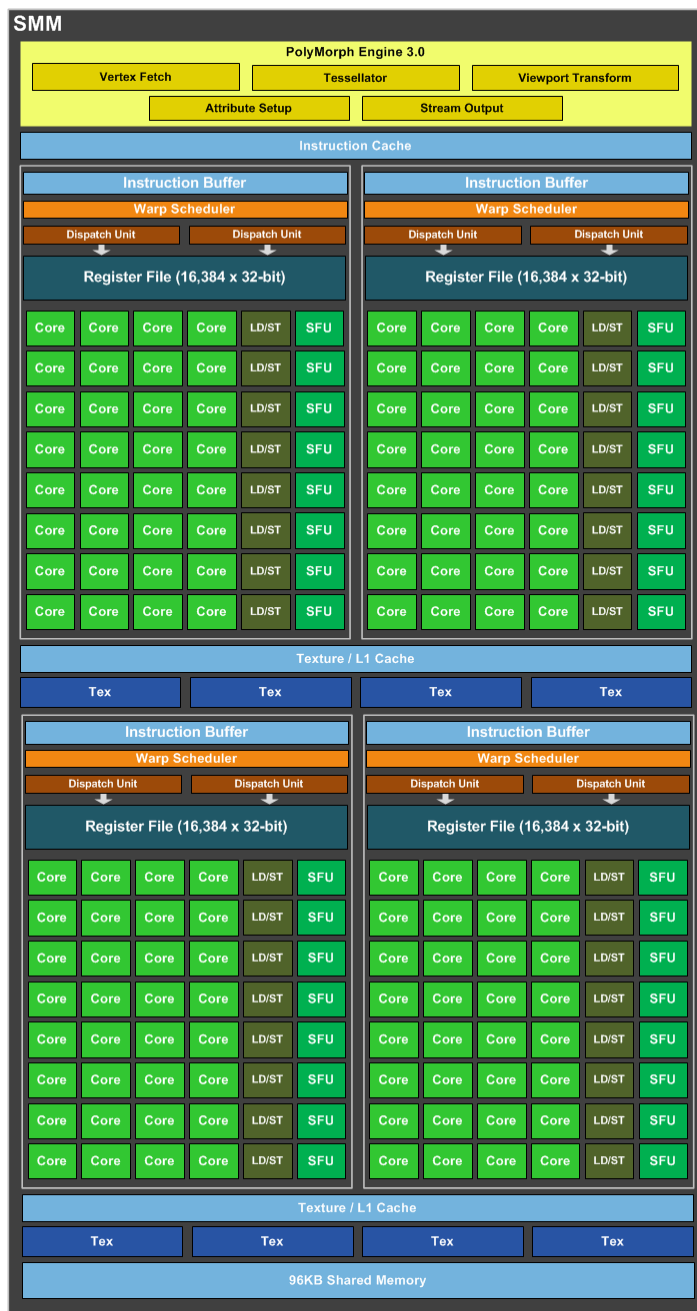 SMM
PolyMorph Engine 3.0
Vertex Fetch Tessellator Viewport Transform
Attribute Setup Stream Output
Instruction Cache
Instruction Buffer Instruction Buffer
Warp Scheduler Warp Scheduler
Dispatch Unit Dispatch Unit Dispatch Unit Dispatch Unit
Register File (16,384 x 32-bit) Register File (16,384 x 32-bit)
Core Core Core Core LD/ST SFU Core Core Core Core LD/ST SFU
Core Core Core Core LD/ST SFU Core Core Core Core LD/ST SFU
Core Core Core Core LD/ST SFU Core Core Core Core LD/ST SFU
Core Core Core Core LD/ST SFU Core Core Core Core LD/ST SFU
Core Core Core Core LD/ST SFU Core Core Core Core LD/ST SFU
Core Core Core Core LD/ST SFU Core Core Core Core LD/ST SFU
Core Core Core Core LD/ST SFU Core Core Core Core LD/ST SFU
Core Core Core Core LD/ST SFU Core Core Core Core LD/ST SFU
Texture / L1 Cache
Tex Tex Tex Tex
Instruction Buffer Instruction Buffer
Warp Scheduler Warp Scheduler
Dispatch Unit Dispatch Unit Dispatch Unit Dispatch Unit
Register File (16,384 x 32-bit) Register File (16,384 x 32-bit)
Core Core Core Core LD/ST SFU Core Core Core Core LD/ST SFU
Core Core Core Core LD/ST SFU Core Core Core Core LD/ST SFU
Core Core Core Core LD/ST SFU Core Core Core Core LD/ST SFU
Core Core Core Core LD/ST SFU Core Core Core Core LD/ST SFU
Core Core Core Core LD/ST SFU Core Core Core Core LD/ST SFU
Core Core Core Core LD/ST SFU Core Core Core Core LD/ST SFU
Core Core Core Core LD/ST SFU Core Core Core Core LD/ST SFU
Core Core Core Core LD/ST SFU Core Core Core Core LD/ST SFU
Texture / L1 Cache
Tex Tex Tex Tex
96KB Shared Memory